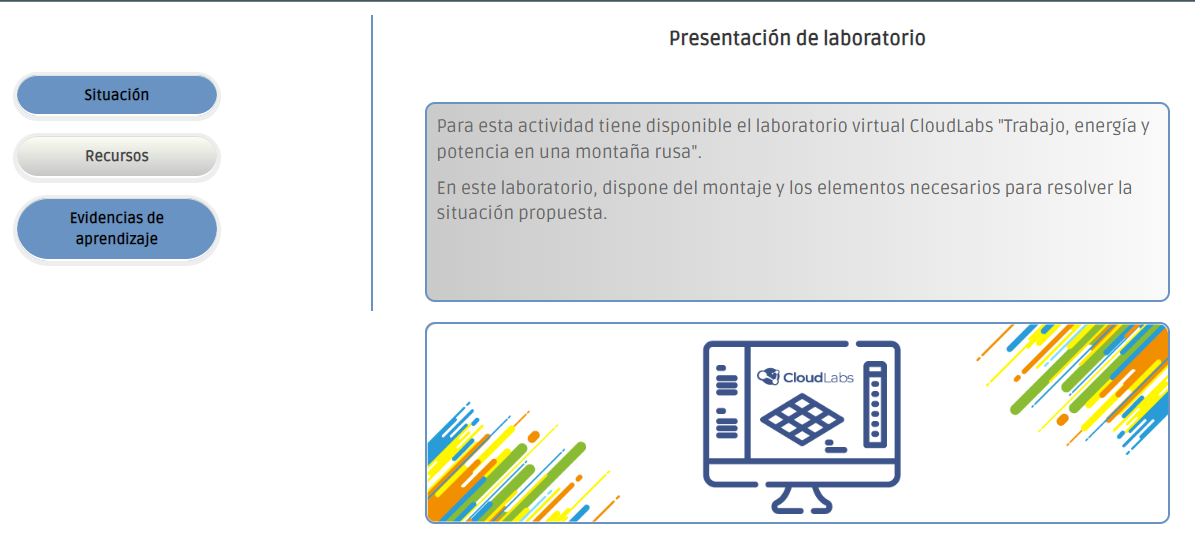 Presentación de laboratorio
Situación
Recursos
Evidencias de
aprendizaje
Para esta actividad tiene disponible el laboratorio virtual CloudLabs "Trabajo, energía y
potencia en una montaña rusa".
En este laboratorio, dispone del montaje y los elementos necesarios para resolver la
situación propuesta.
CloudLabs